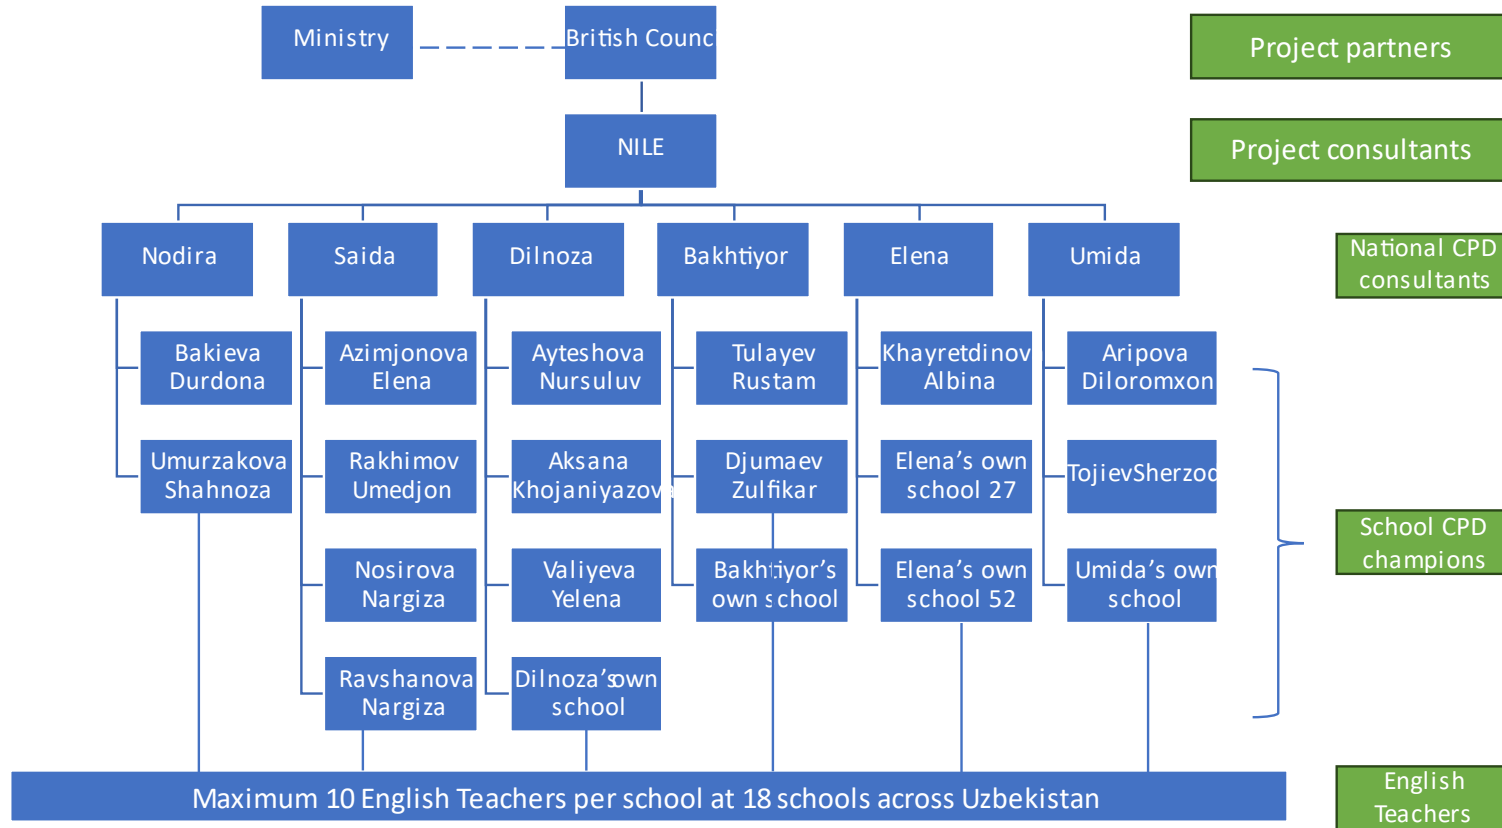 Ministry
British Counc
Project partners
NILE
Project consultants
Nodira
Saida
Dilnoza
Bakhtiyor
Elena
Umida
National CPD
consultants
Bakieva
Durdona
Azimjonova
Elena
Ayteshova
Nursuluv
Tulayev
Rustam
Khayretdinov
Albina
Aripova
Diloromxon
Umurzakova
Shahnoza
Rakhimov
Umedjon
Aksana
Khojaniyazova
Djumaev
Zulfikar
Elena’s own
school 27
TojievSherzod
School CPD
champions
Nosirova
Nargiza
Valiyeva
Yelena
Bakhtiyor’s
own school
Elena’s own
school 52
Umida’s own
school
Ravshanova
Nargiza
Dilnoza’s own
school
Maximum 10 English Teachers per school at 18 schools across Uzbekistan
English
Teachers